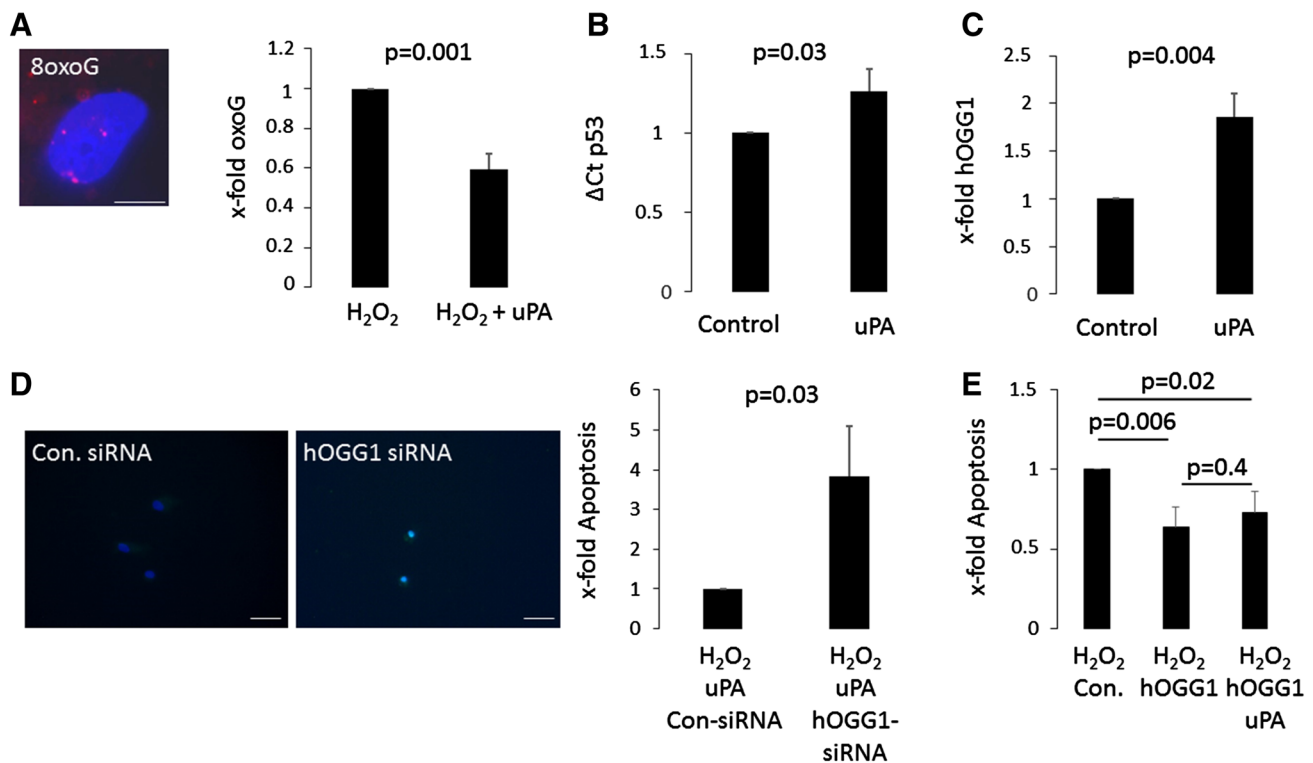 A
8oxoG
x-fold oxoG
1.2
1
0.8
0.6
0.4
0.2
0
p=0.001
H₂O₂
H₂O₂ + uPA
B
ΔCt p53
1.5
1
0.5
0
p=0.03
Control
uPA
C
x-fold hOGG1
2.5
2
1.5
1
0.5
0
p=0.004
Control
uPA
D
Con. siRNA
hOGG1 siRNA
x-fold Apoptosis
6
5
4
3
2
1
0
p=0.03
H₂O₂
uPA
Con-siRNA
H₂O₂
uPA
hOGG1-
siRNA
E
x-fold Apoptosis
1.5
1
0.5
0
p=0.02
p=0.006
p=0.4
H₂O₂
Con.
H₂O₂
hOGG1
H₂O₂
hOGG1
uPA